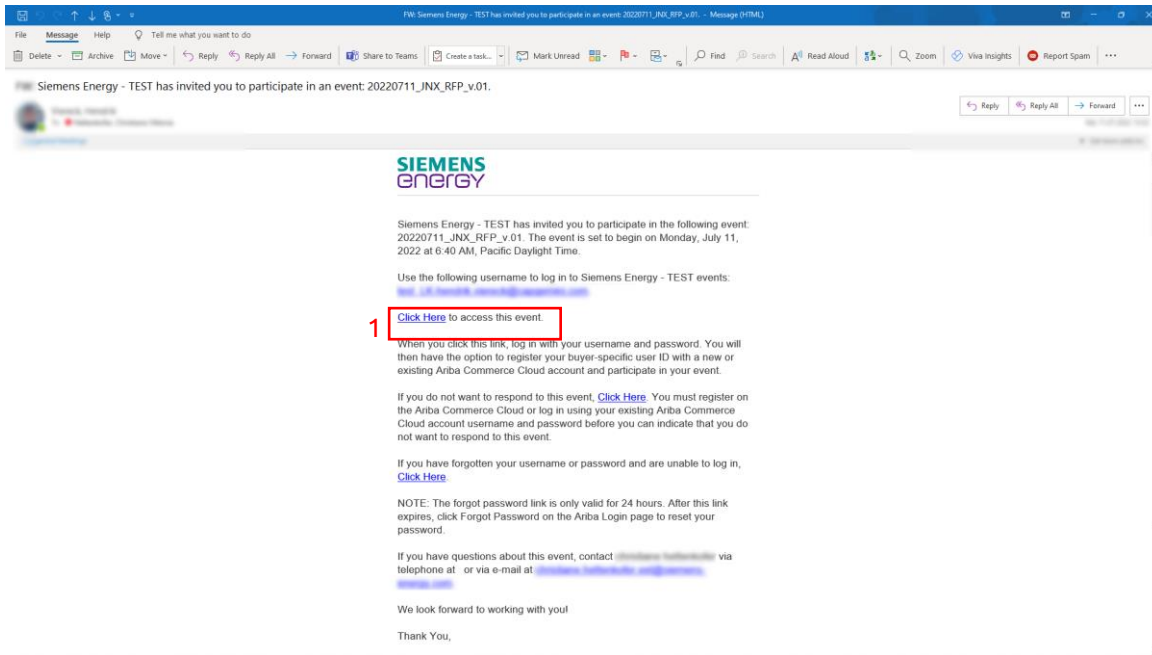 FW: Siemens Energy - TEST has invited you to participate in an event: 20220711_JNX_RFP_v.01. - Message (HTML)
File Message Help Tell me what you want to do
Delete Archive Move Reply Reply All Forward Share to Teams Create a task... Mark Unread Find Search Read Aloud Zoom Viva Insights Report Spam ...
Siemens Energy - TEST has invited you to participate in an event: 20220711_JNX_RFP_v.01.
Reply Reply All Forward ...
SIEMENS
energy
Siemens Energy - TEST has invited you to participate in the following event:
20220711_JNX_RFP_v.01. The event is set to begin on Monday, July 11,
2022 at 6:40 AM, Pacific Daylight Time.
Use the following username to log in to Siemens Energy - TEST events:
1
Click Here to access this event.
When you click this link, log in with your username and password. You will
then have the option to register your buyer-specific user ID with a new or
existing Ariba Commerce Cloud account and participate in your event.
If you do not want to respond to this event, Click Here. You must register on
the Ariba Commerce Cloud or log in using your existing Ariba Commerce
Cloud account username and password before you can indicate that you do
not want to respond to this event.
If you have forgotten your username or password and are unable to log in,
Click Here.
NOTE: The forgot password link is only valid for 24 hours. After this link
expires, click Forgot Password on the Ariba Login page to reset your
password.
If you have questions about this event, contact via
telephone at or via e-mail at
We look forward to working with you!
Thank You,